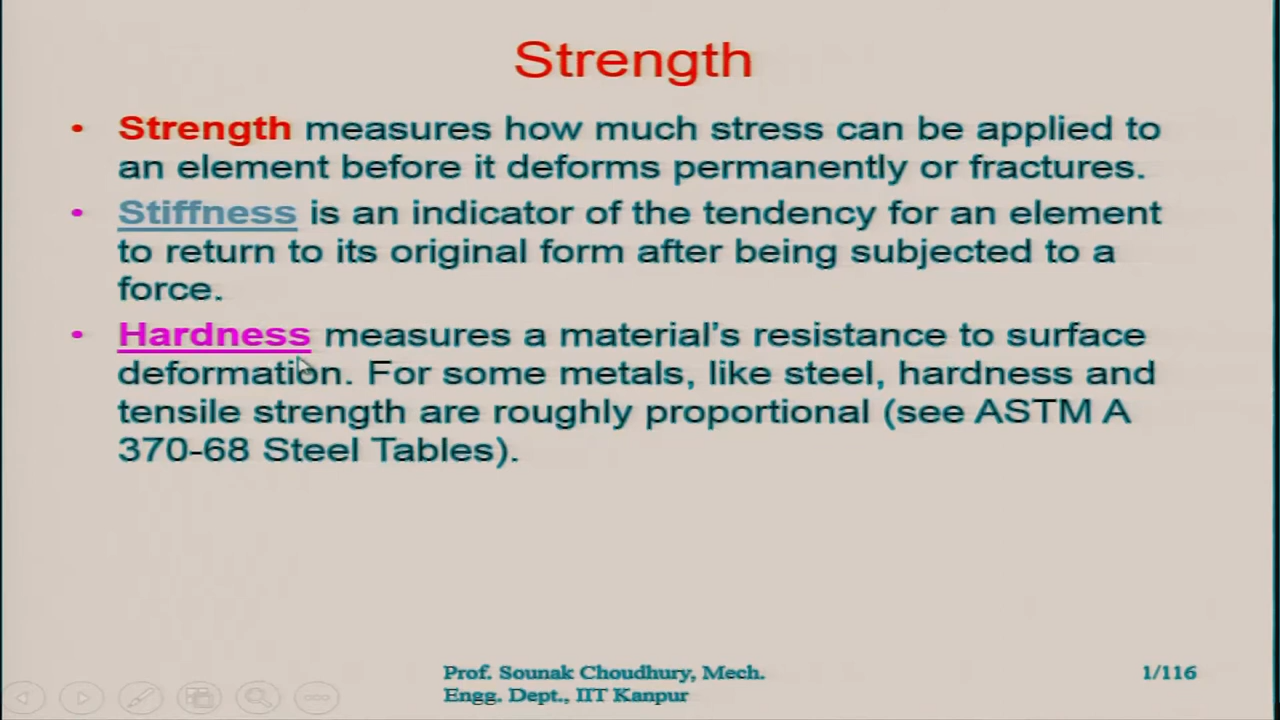 Strength
• Strength measures how much stress can be applied to
an element before it deforms permanently or fractures.
• Stiffness is an indicator of the tendency for an element
to return to its original form after being subjected to a
force.
• Hardness measures a material's resistance to surface
deformation. For some metals, like steel, hardness and
tensile strength are roughly proportional (see ASTM A
370-68 Steel Tables).
Prof. Sounak Choudhury, Mech.
Engg. Dept., IIT Kanpur
1/116